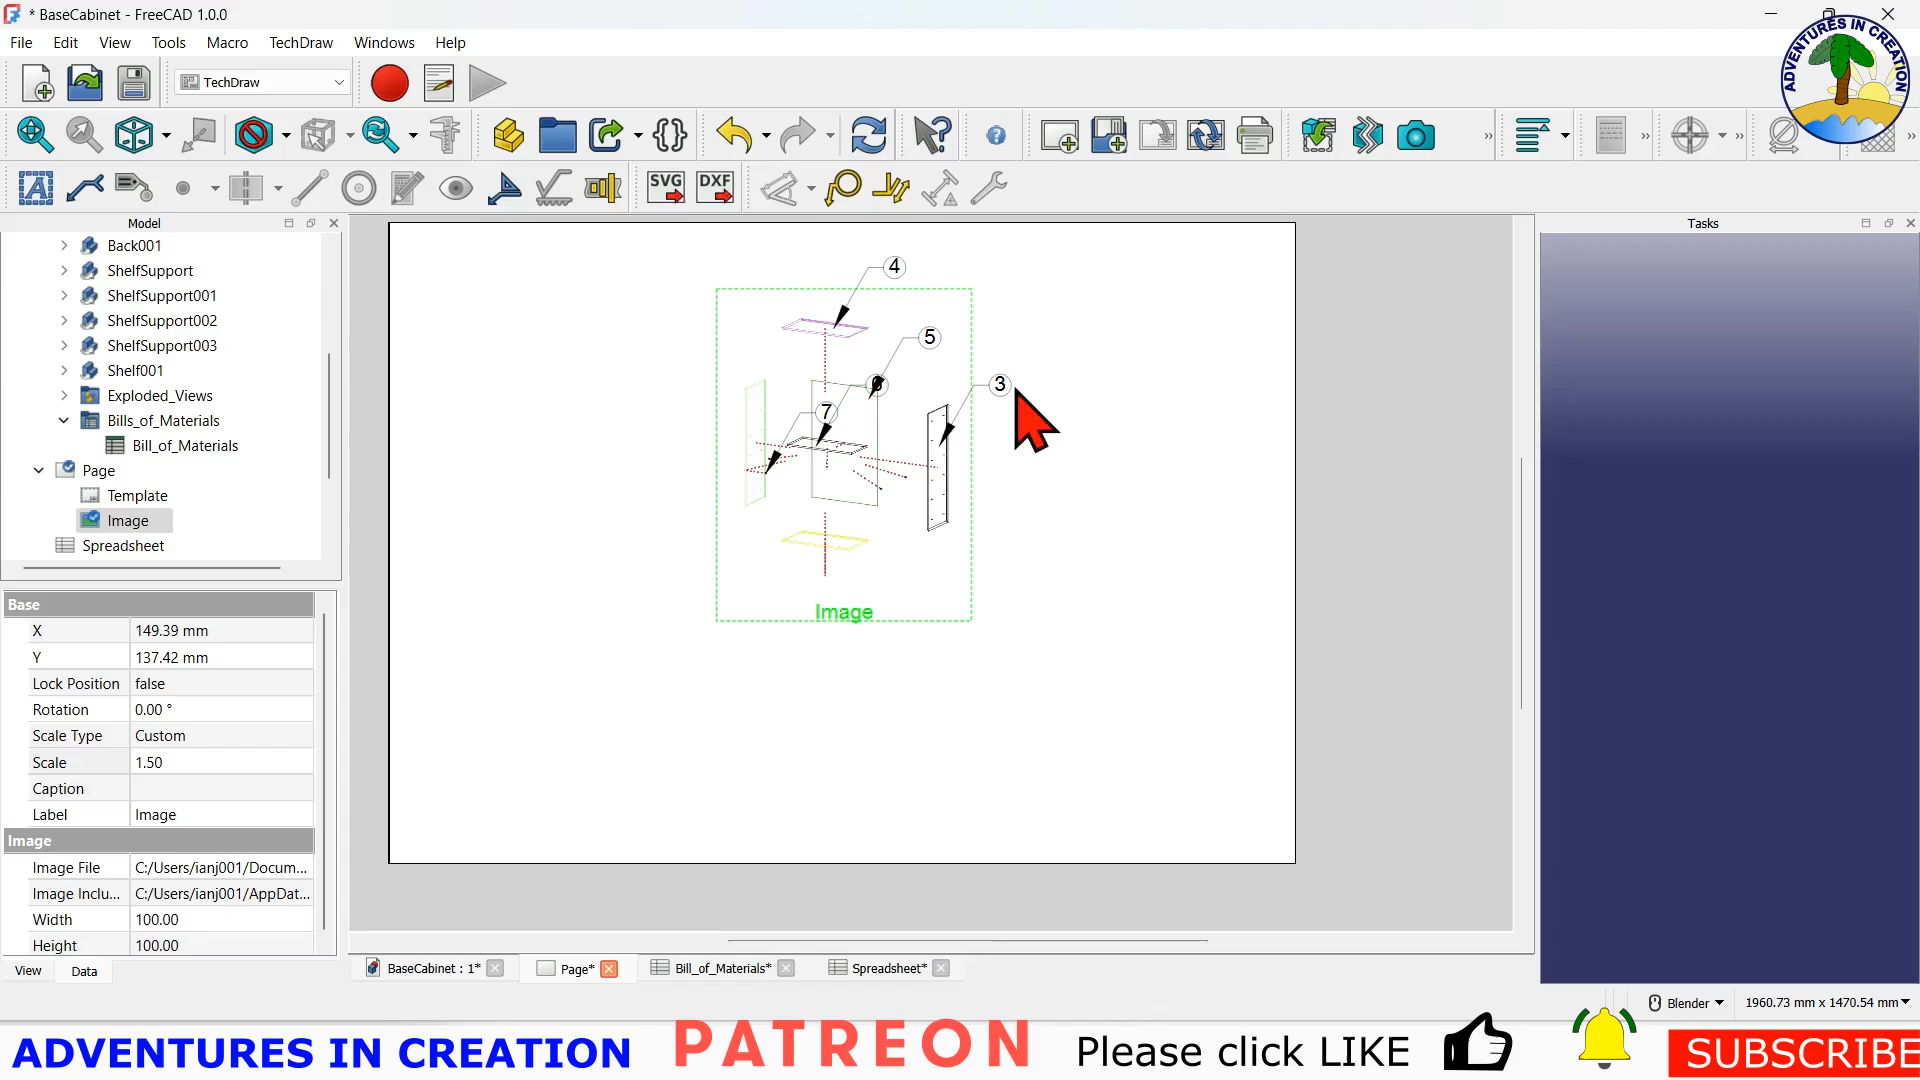 * BaseCabinet - FreeCAD 1.0.0
File Edit View Tools Macro TechDraw Windows Help
ADVENTURES IN CREATION
TechDraw
SVG DXF
Model
Tasks
Back001
ShelfSupport
ShelfSupport001
ShelfSupport002
ShelfSupport003
Shelf001
Exploded_Views
Bills_of_Materials
Bill_of_Materials
Page
Template
Image
Spreadsheet
4
5
3
6
7
Image
Base
X 149.39 mm
Y 137.42 mm
Lock Position false
Rotation 0.00 °
Scale Type Custom
Scale 1.50
Caption
Label Image
Image
Image File C:/Users/ianj001/Docum...
Image Inclu... C:/Users/ianj001/AppDat...
Width 100.00
Height 100.00
View Data
BaseCabinet : 1* Page* Bill_of_Materials* Spreadsheet*
Blender 1960.73 mm x 1470.54 mm
ADVENTURES IN CREATION PATREON Please click LIKE SUBSCRIBE